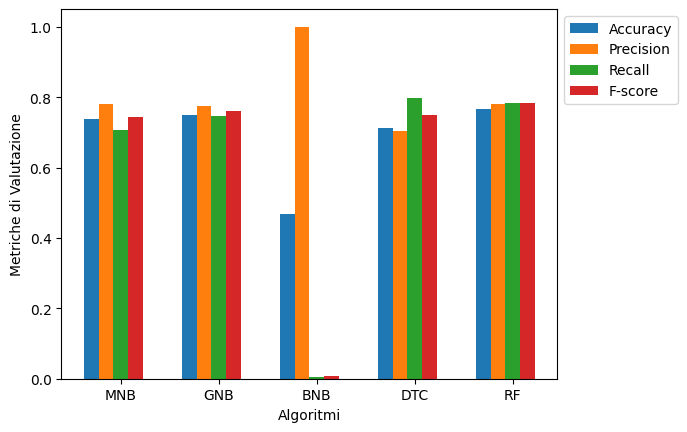 Metriche di Valutazione
1.0
0.8
0.6
0.4
0.2
0.0
MNB GNB BNB DTC RF
Algoritmi
Accuracy
Precision
Recall
F-score